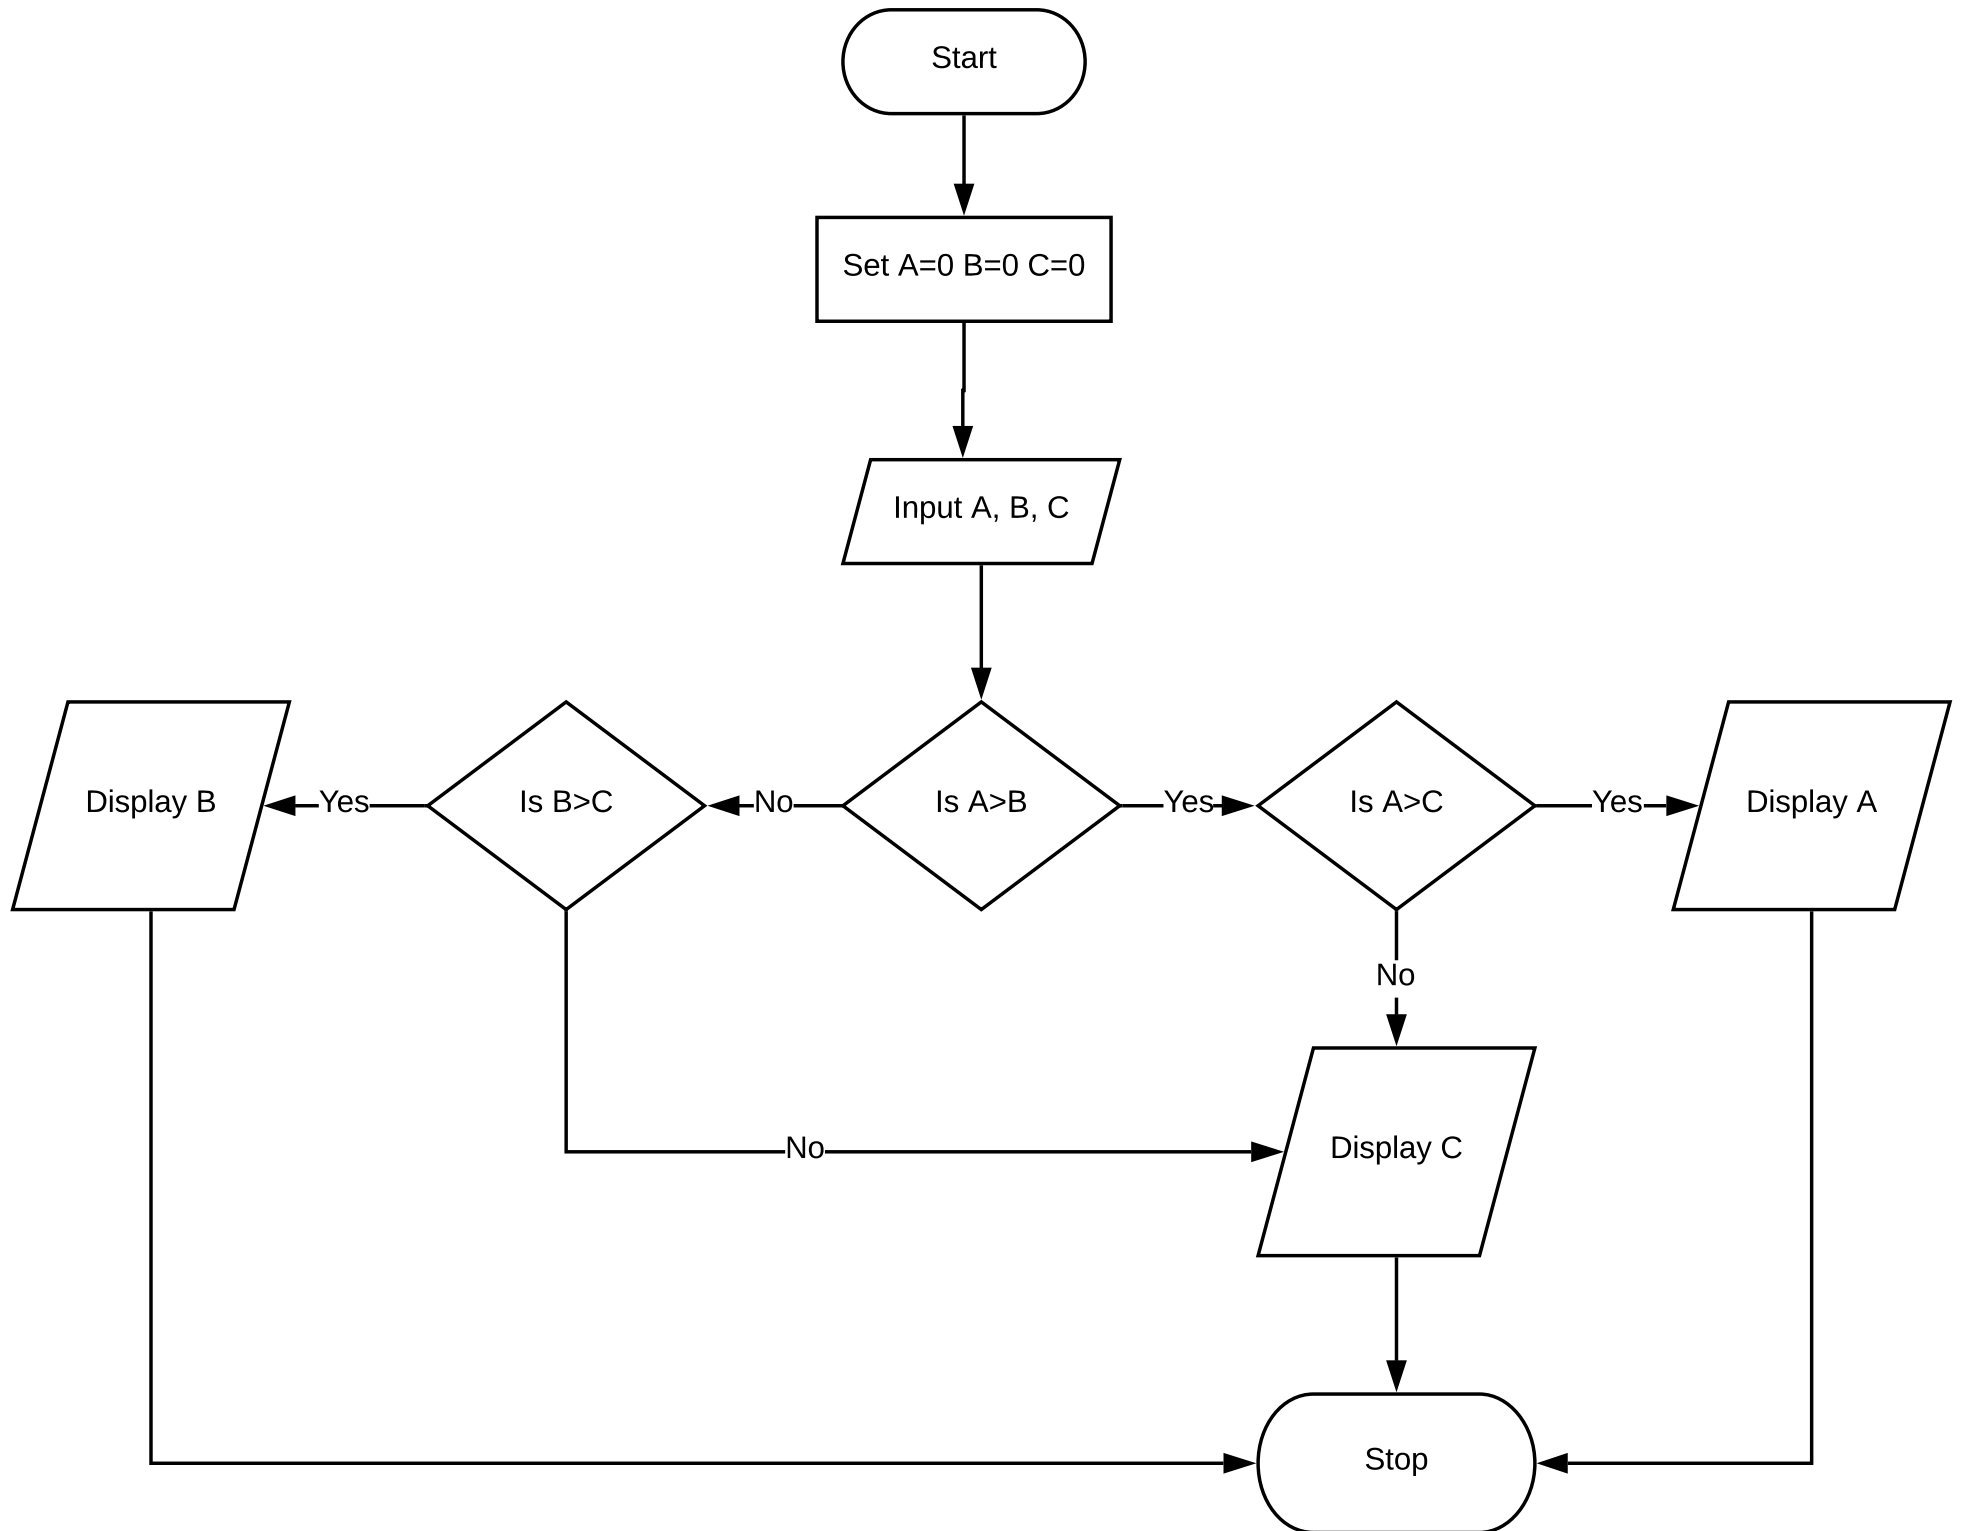 Start
Set A=0 B=0 C=0
Input A, B, C
Display B
Yes
Is B>C
No
Is A>B
Yes
Is A>C
Yes
Display A
No
No
Display C
Stop